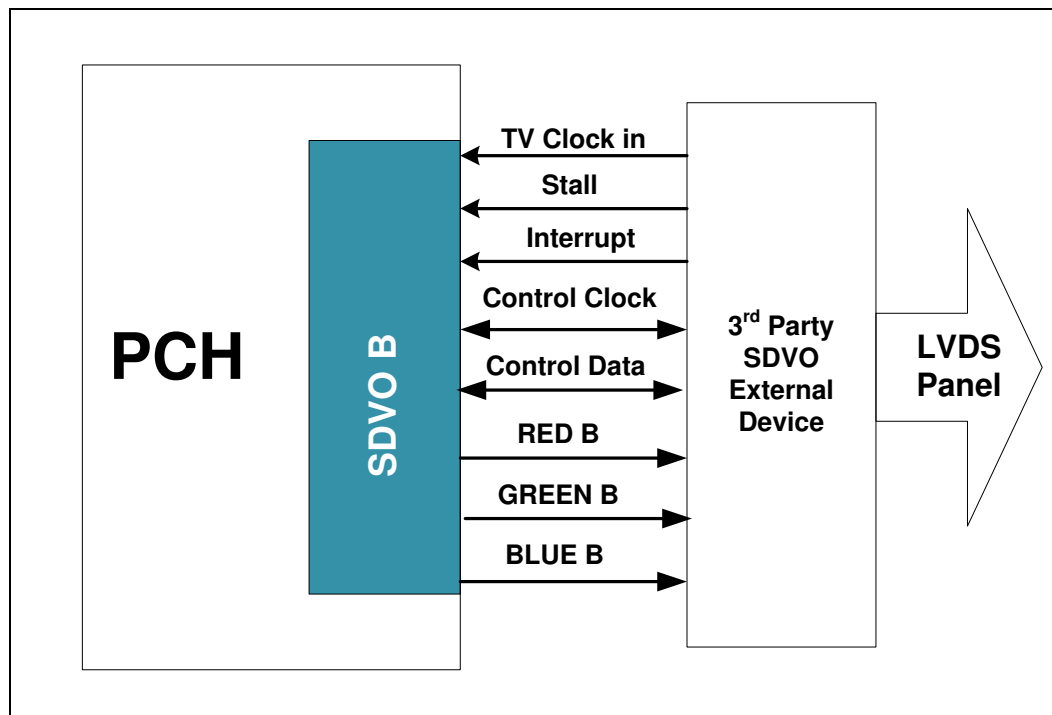 PCH
SDVO B
TV Clock in
Stall
Interrupt
Control Clock
Control Data
RED B
GREEN B
BLUE B
3rd Party
SDVO
External
Device
LVDS
Panel